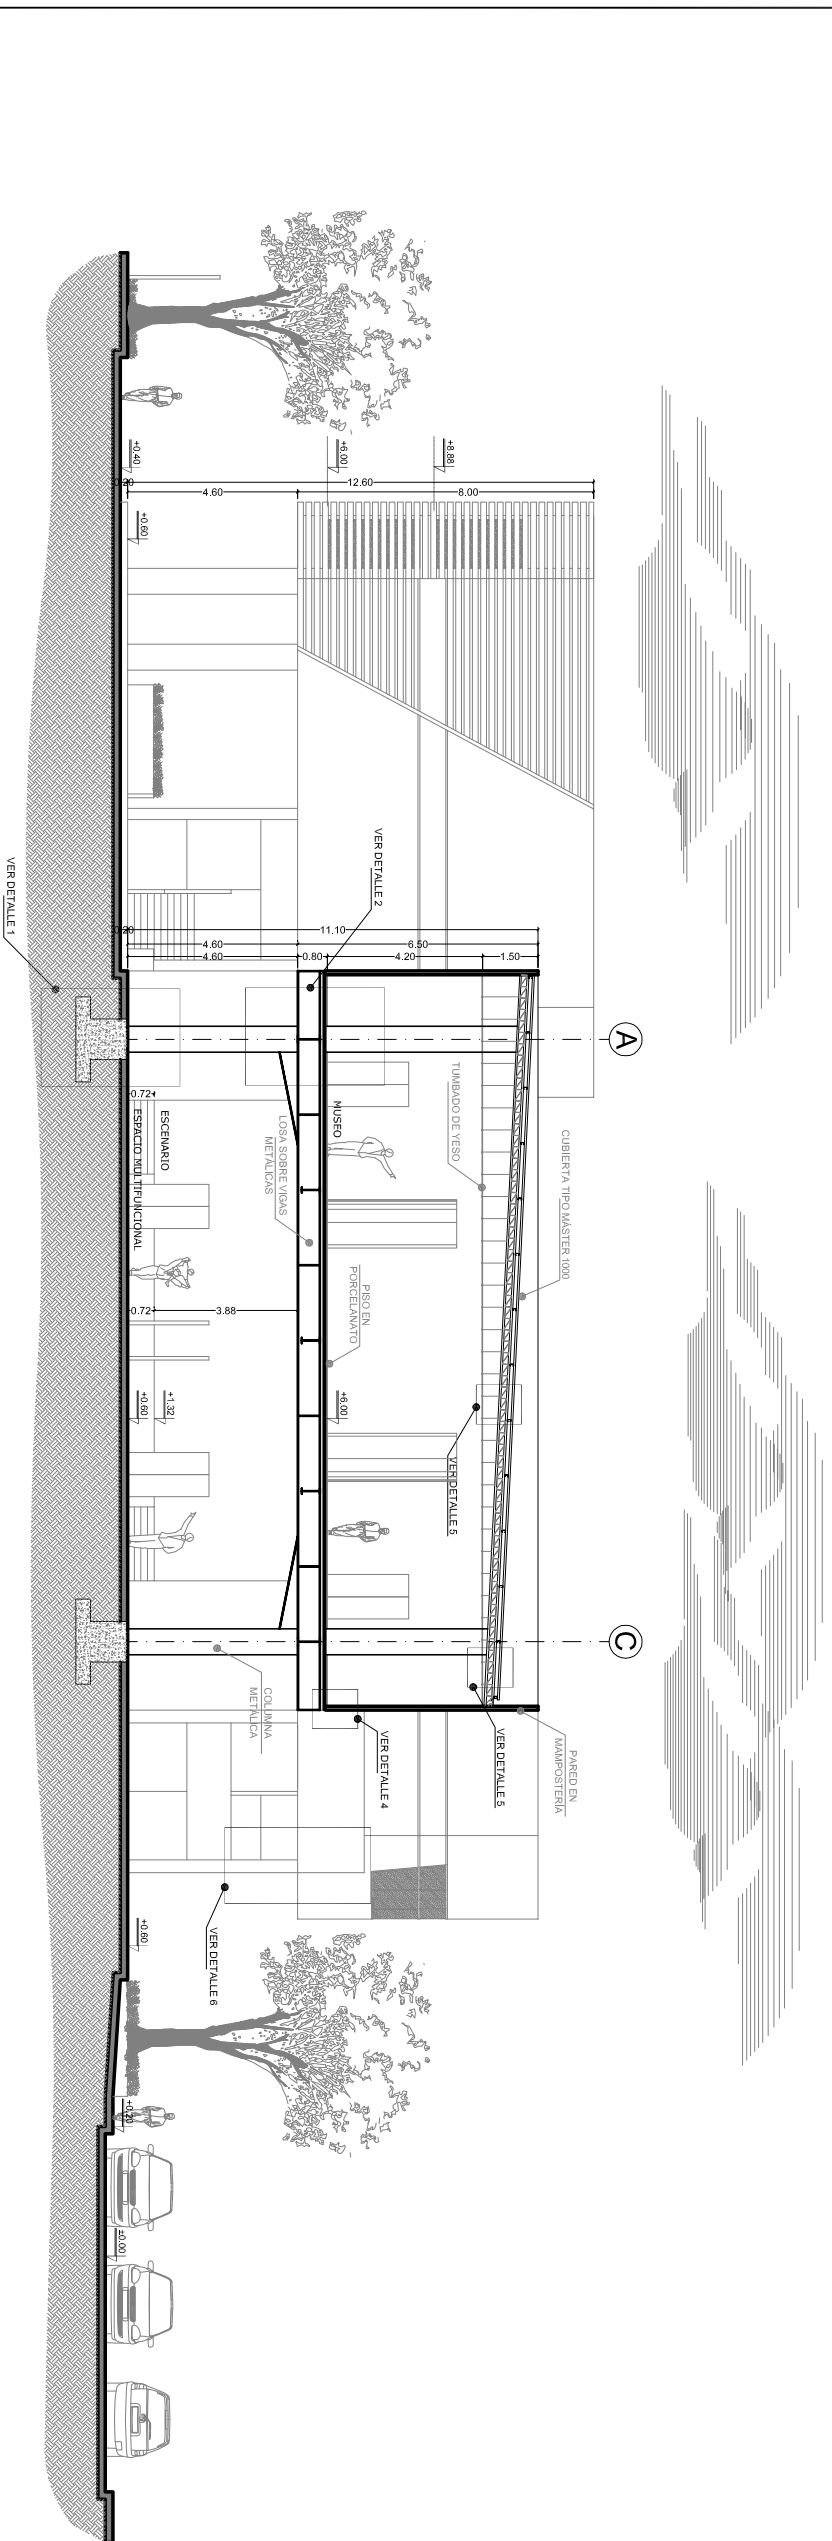 A
C
CUBIERTA TIPO MÁSTER 1000
PARED EN
MAMPOSTERÍA
+8.88
12.60
8.00
4.60
0.20
+6.00
+0.40
+0.60
VER DETALLE 2
11.10
6.50
4.60
0.20
1.50
4.20
0.80
4.60
TUMBADO DE YESO
VER DETALLE 5
VER DETALLE 5
MUSEO
PISO EN
PORCELANATO
+6.00
LOSA SOBRE VIGAS
METÁLICAS
VER DETALLE 4
COLUMNA
METÁLICA
0.72
ESCENARIO
ESPACIO MULTIFUNCIONAL
0.72
3.88
+1.32
+0.60
VER DETALLE 6
+0.60
+0.20
±0.00
VER DETALLE 1